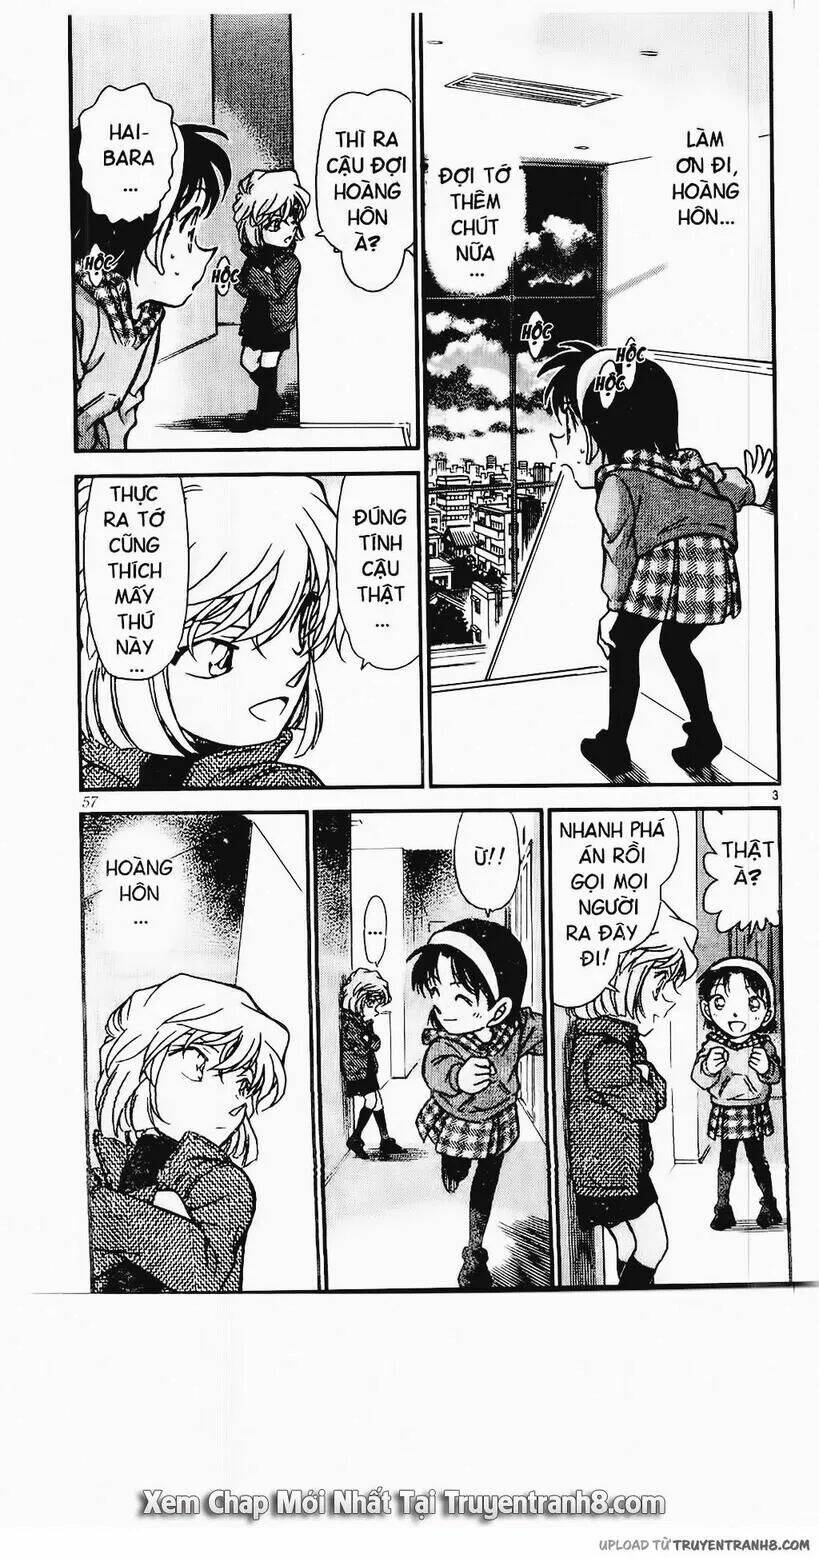 LÀM
ƠN ĐI,
HOÀNG
HÔN...
ĐỢI TỚ
THÊM
CHÚT
NỮA
...
HỘC
HỘC
HỘC
THÌ RA
CẬU ĐỢI
HOÀNG
HÔN
À?
HAI-
BARA
...
HỘC
HỘC
ĐÚNG
TÍNH
CẬU
THẬT
...
THỰC
RA TỚ
CŨNG
THÍCH
MẤY
THỨ
NÀY
...
3
57
THẬT
À?
NHANH PHÁ
ÁN RỒI
GỌI MỌI
NGƯỜI
RA ĐÂY
ĐI!
Ừ!!
....
HOÀNG
HÔN
...
Xem Chap Mới Nhất Tại Truyentranh8.com
UPLOAD TỪ TRUYENTRANH8.COM